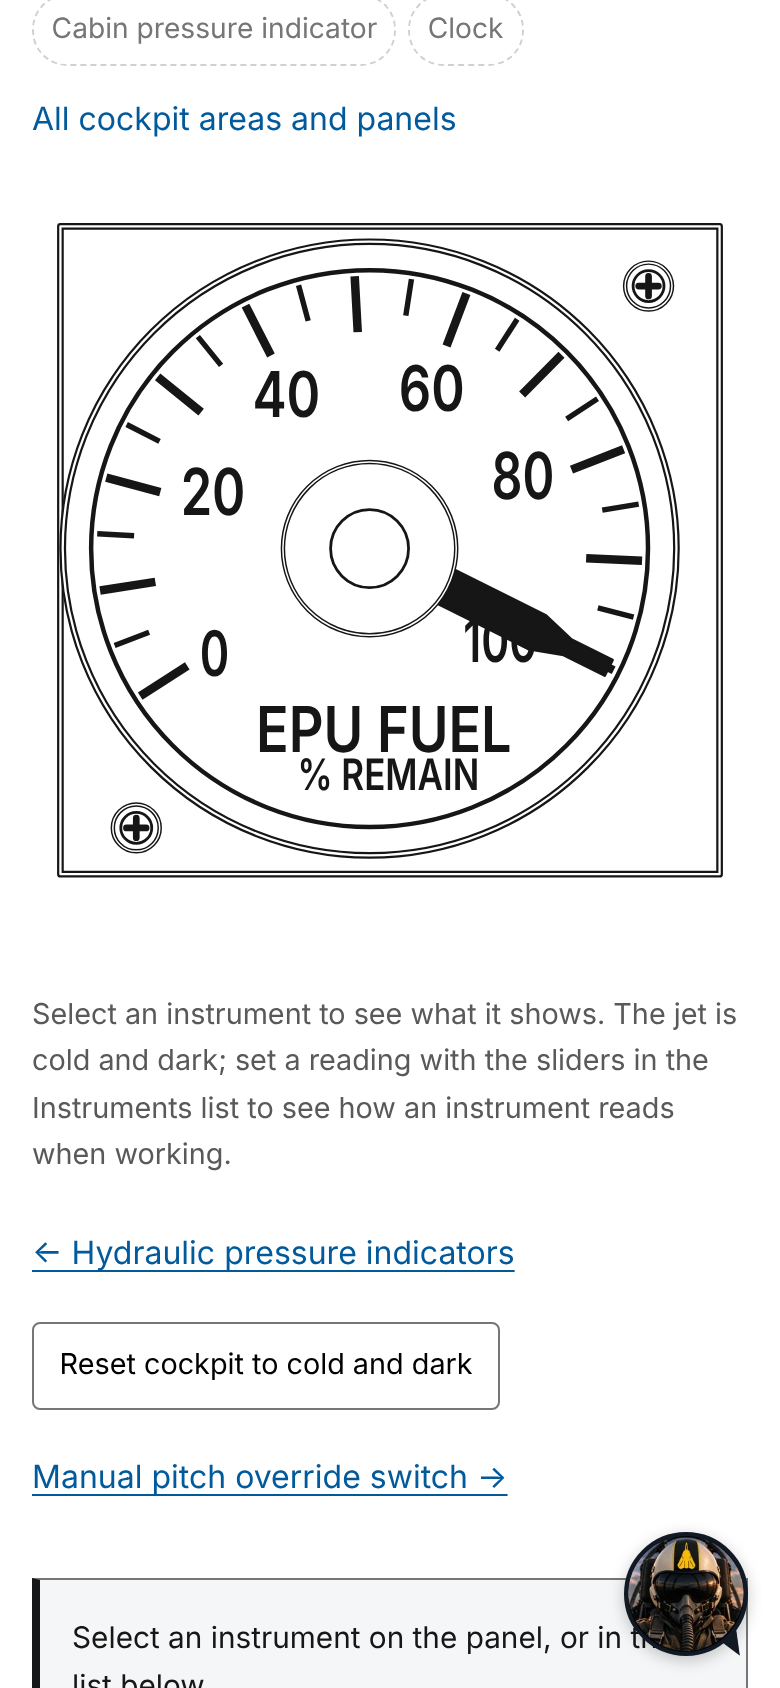 Cabin pressure indicator
Clock
All cockpit areas and panels
40
60
20
80
0
100
EPU FUEL
% REMAIN
Select an instrument to see what it shows. The jet is
cold and dark; set a reading with the sliders in the
Instruments list to see how an instrument reads
when working.
← Hydraulic pressure indicators
Reset cockpit to cold and dark
Manual pitch override switch →
Select an instrument on the panel, or in
list below